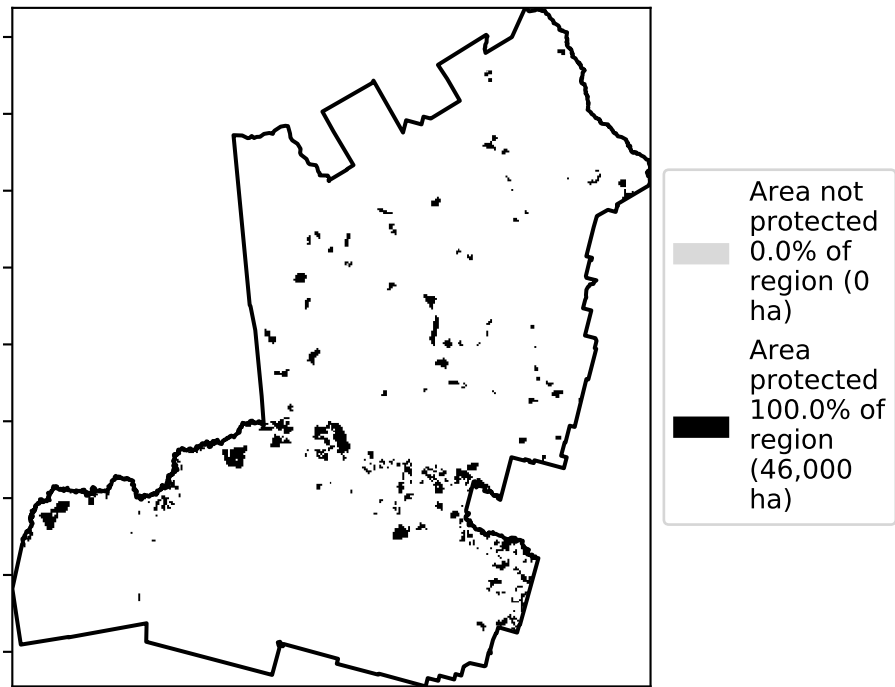 Area not
protected
0.0% of
region (0
ha)
Area
protected
100.0% of
region
(46,000
ha)